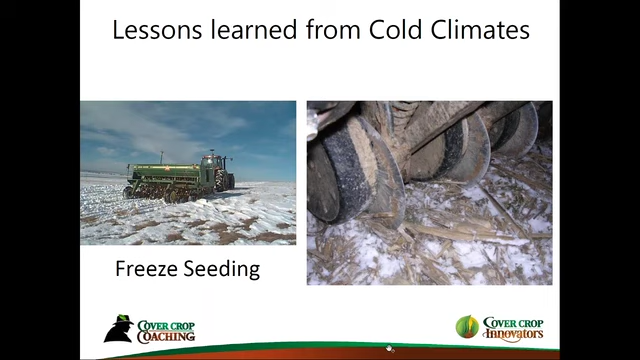 Lessons learned from Cold Climates
Freeze Seeding
COVER CROP
COACHING
COVER CROP
INNOVATORS